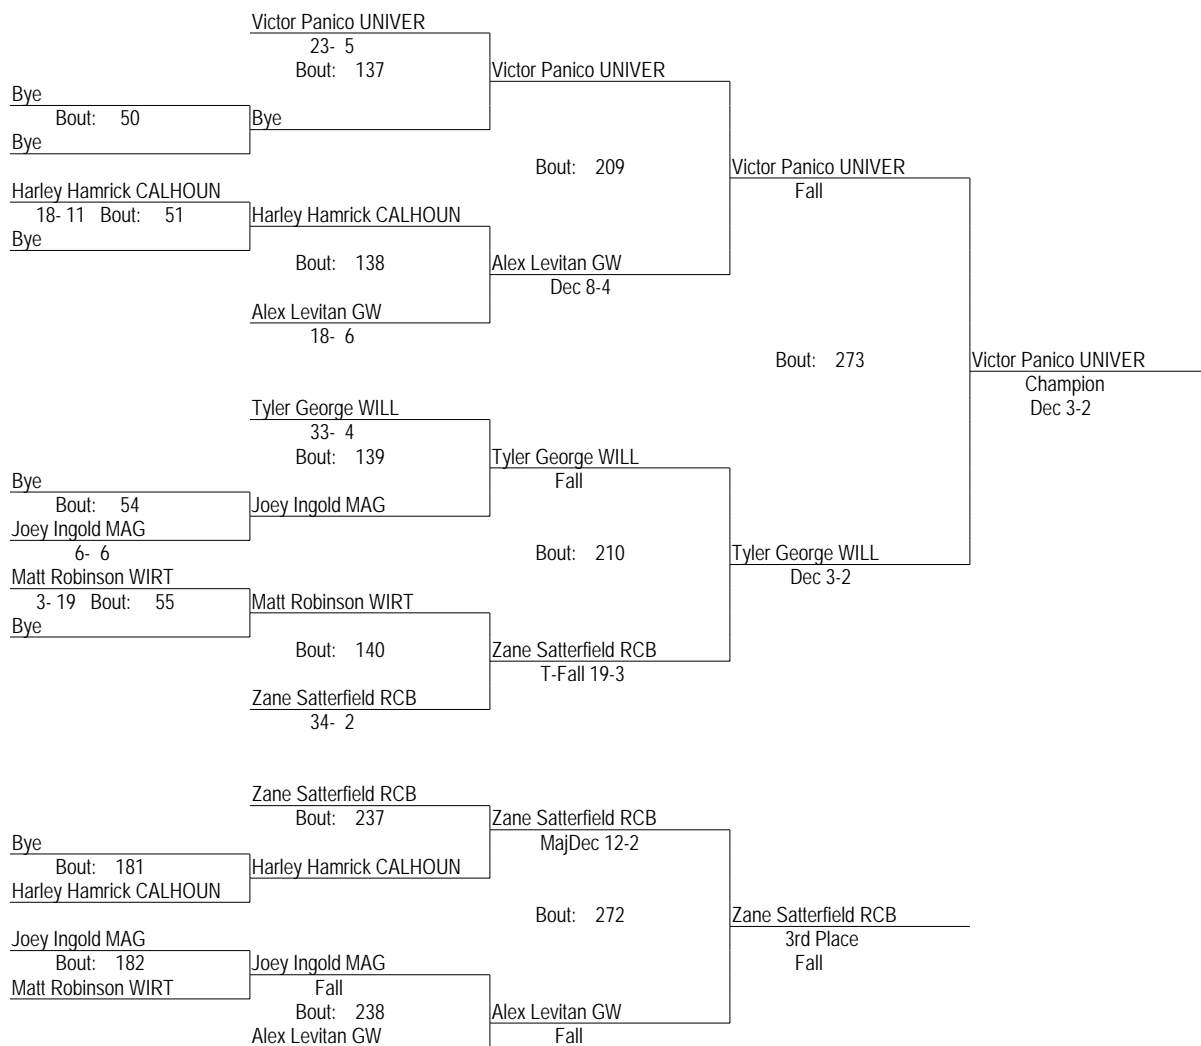 Victor Panico UNIVER
23- 5
Bout: 137
Victor Panico UNIVER
Bye
Bout: 50
Bye
Bye
Bout: 209
Victor Panico UNIVER
Fall
Harley Hamrick CALHOUN
18- 11 Bout: 51
Harley Hamrick CALHOUN
Bye
Bout: 138
Alex Levitan GW
Dec 8-4
Alex Levitan GW
18- 6
Bout: 273
Victor Panico UNIVER
Champion
Dec 3-2
Tyler George WILL
33- 4
Bout: 139
Tyler George WILL
Fall
Bye
Bout: 54
Joey Ingold MAG
Joey Ingold MAG
6- 6
Bout: 210
Tyler George WILL
Dec 3-2
Matt Robinson WIRT
3- 19 Bout: 55
Matt Robinson WIRT
Bye
Bout: 140
Zane Satterfield RCB
T-Fall 19-3
Zane Satterfield RCB
34- 2
Zane Satterfield RCB
Bout: 237
Zane Satterfield RCB
MajDec 12-2
Bye
Bout: 181
Harley Hamrick CALHOUN
Harley Hamrick CALHOUN
Bout: 272
Zane Satterfield RCB
3rd Place
Fall
Joey Ingold MAG
Bout: 182
Joey Ingold MAG
Fall
Matt Robinson WIRT
Bout: 238
Alex Levitan GW
Fall
Alex Levitan GW